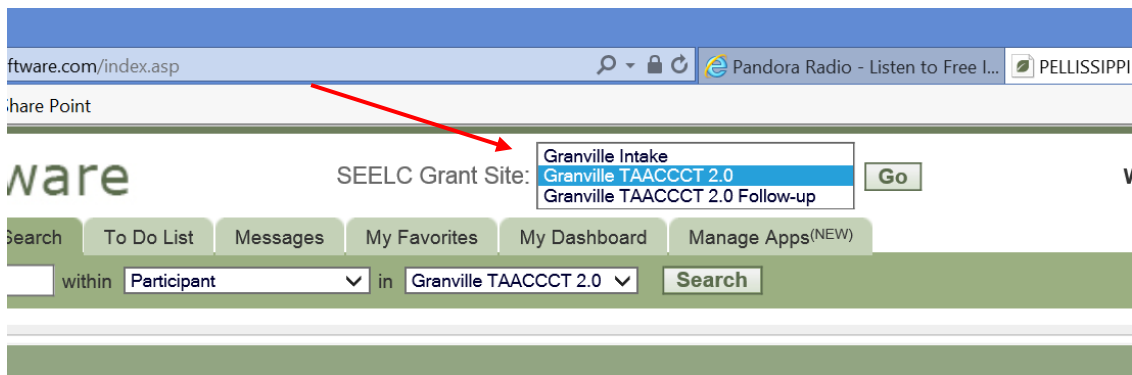 ftware.com/index.asp
Pandora Radio - Listen to Free I...
PELLISSIPPI
Share Point
ware
SEELC Grant Site:
Granville Intake
Granville TAACCCT 2.0
Granville TAACCCT 2.0 Follow-up
Go
Search
To Do List
Messages
My Favorites
My Dashboard
Manage Apps(NEW)
within Participant in Granville TAACCCT 2.0 Search